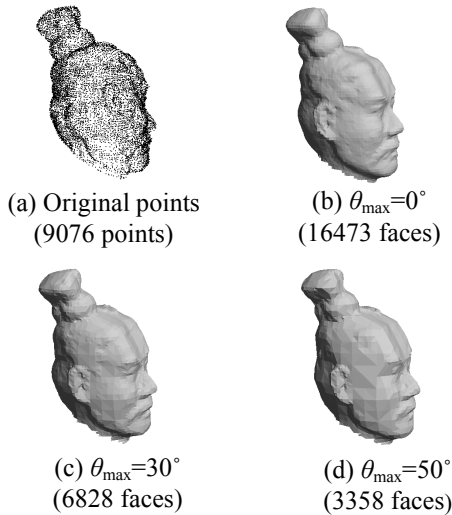 (a) Original points
(9076 points)
(b) θmax=0°
(16473 faces)
(c) θmax=30°
(6828 faces)
(d) θmax=50°
(3358 faces)